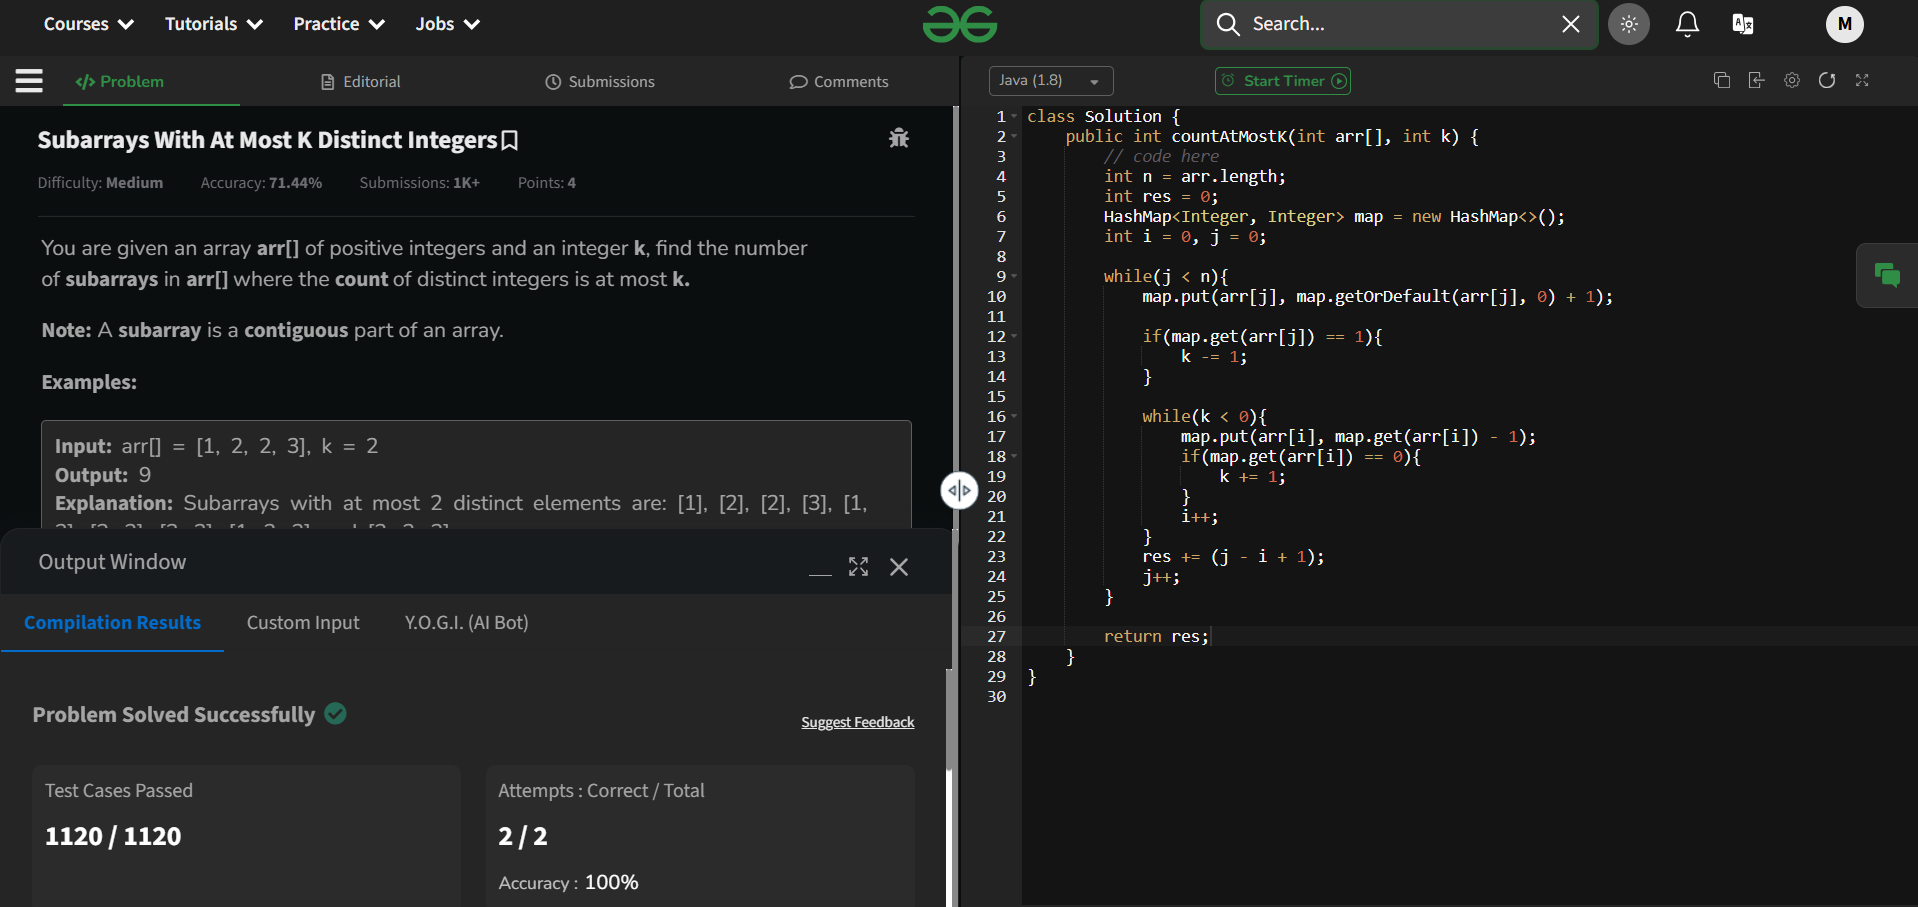 Courses Tutorials Practice Jobs Search... M
Problem Editorial Submissions Comments Java (1.8) Start Timer
Subarrays With At Most K Distinct Integers
Difficulty: Medium Accuracy: 71.44% Submissions: 1K+ Points: 4
You are given an array arr[] of positive integers and an integer k, find the number
of subarrays in arr[] where the count of distinct integers is at most k.
Note: A subarray is a contiguous part of an array.
Examples:
Input: arr[] = [1, 2, 2, 3], k = 2
Output: 9
Explanation: Subarrays with at most 2 distinct elements are: [1], [2], [2], [3], [1,
Output Window
Compilation Results Custom Input Y.O.G.I. (AI Bot)
Problem Solved Successfully
Suggest Feedback
Test Cases Passed
1120 / 1120
Attempts : Correct / Total
2 / 2
Accuracy : 100%
1 class Solution {
2     public int countAtMostK(int arr[], int k) {
3         // code here
4         int n = arr.length;
5         int res = 0;
6         HashMap<Integer, Integer> map = new HashMap<>();
7         int i = 0, j = 0;
8
9         while(j < n){
10             map.put(arr[j], map.getOrDefault(arr[j], 0) + 1);
11
12             if(map.get(arr[j]) == 1){
13                 k -= 1;
14             }
15
16             while(k < 0){
17                 map.put(arr[i], map.get(arr[i]) - 1);
18                 if(map.get(arr[i]) == 0){
19                     k += 1;
20                 }
21                 i++;
22             }
23             res += (j - i + 1);
24             j++;
25         }
26
27         return res;
28     }
29 }
30